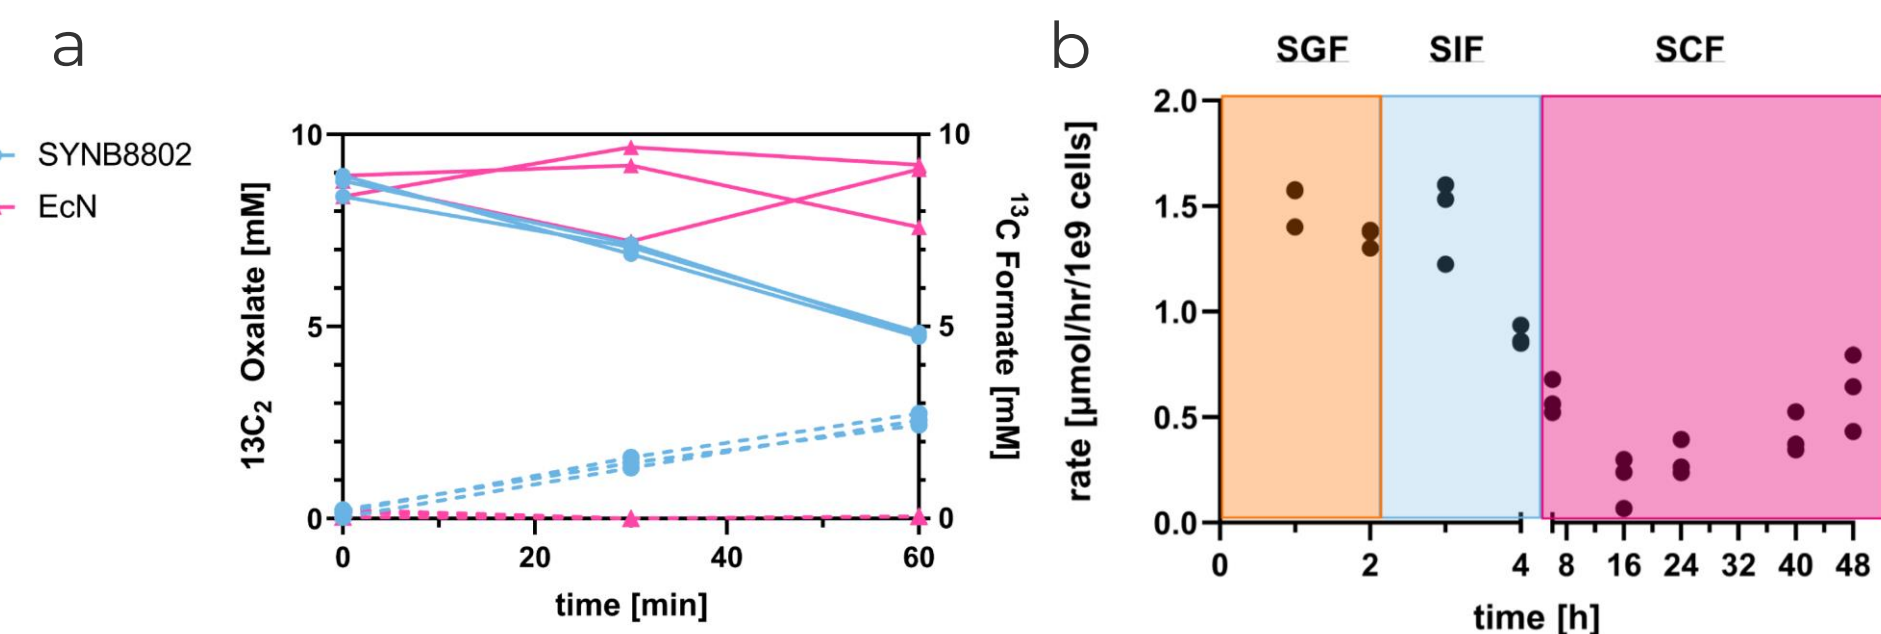 a
SYNB8802
EcN
10
5
0
13C₂ Oxalate [mM]
10
5
0
¹³C Formate [mM]
0 20 40 60
time [min]
b
SGF SIF SCF
2.0
1.5
1.0
0.5
0.0
rate [µmol/hr/1e9 cells]
0 2 4 8 16 24 32 40 48
time [h]